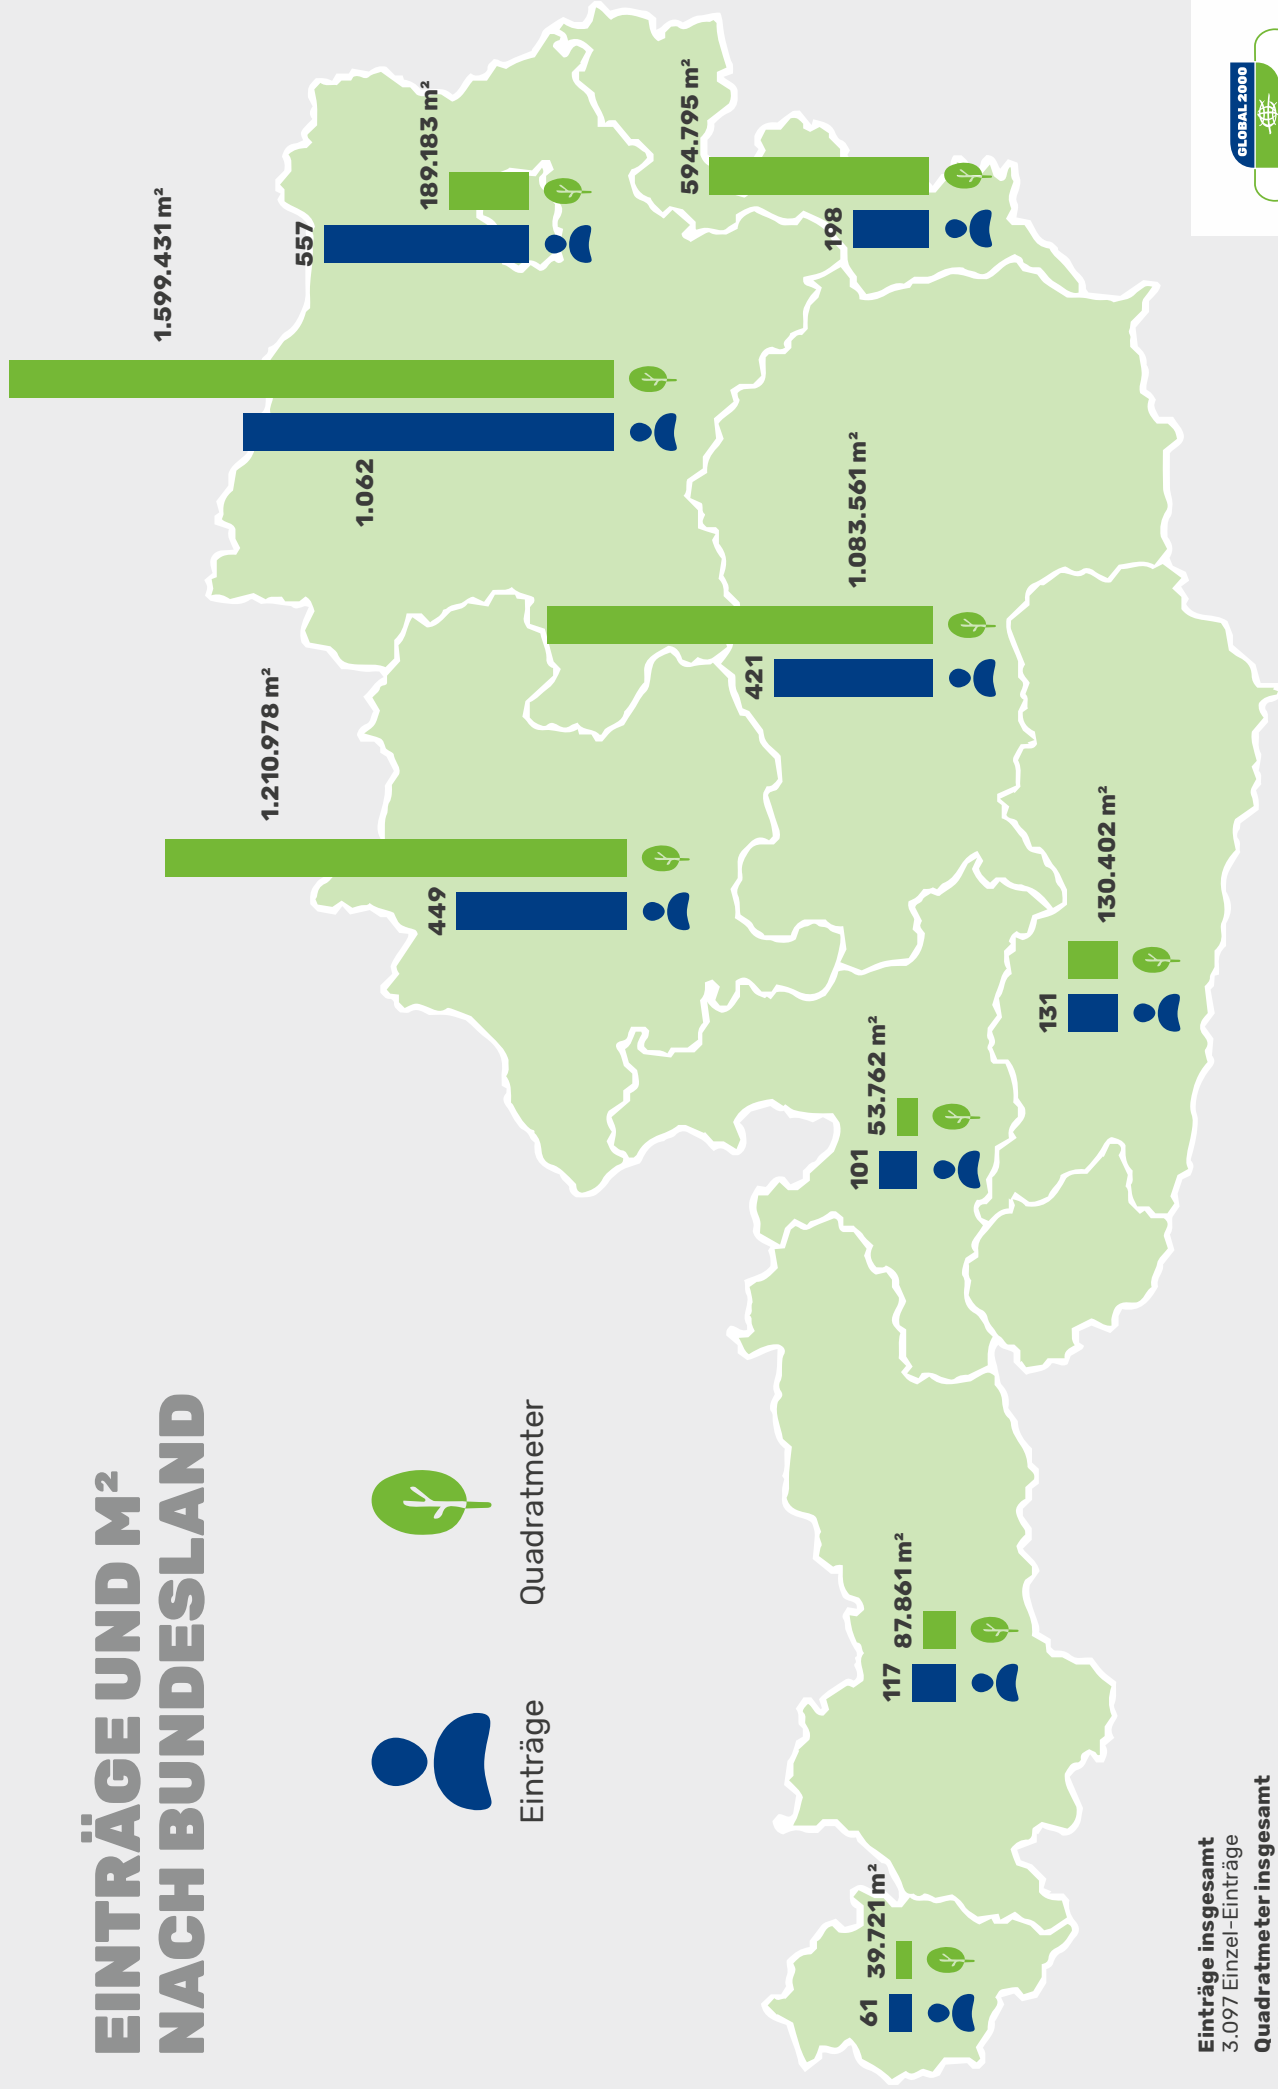 EINTRÄGE UND M²
NACH BUNDESLAND
Einträge
Quadratmeter
61
39.721 m²
117
87.861 m²
101
53.762 m²
131
130.402 m²
449
1.210.978 m²
421
1.083.561 m²
1.062
1.599.431 m²
557
189.183 m²
198
594.795 m²
Einträge insgesamt
3.097 Einzel-Einträge
Quadratmeter insgesamt
GLOBAL 2000